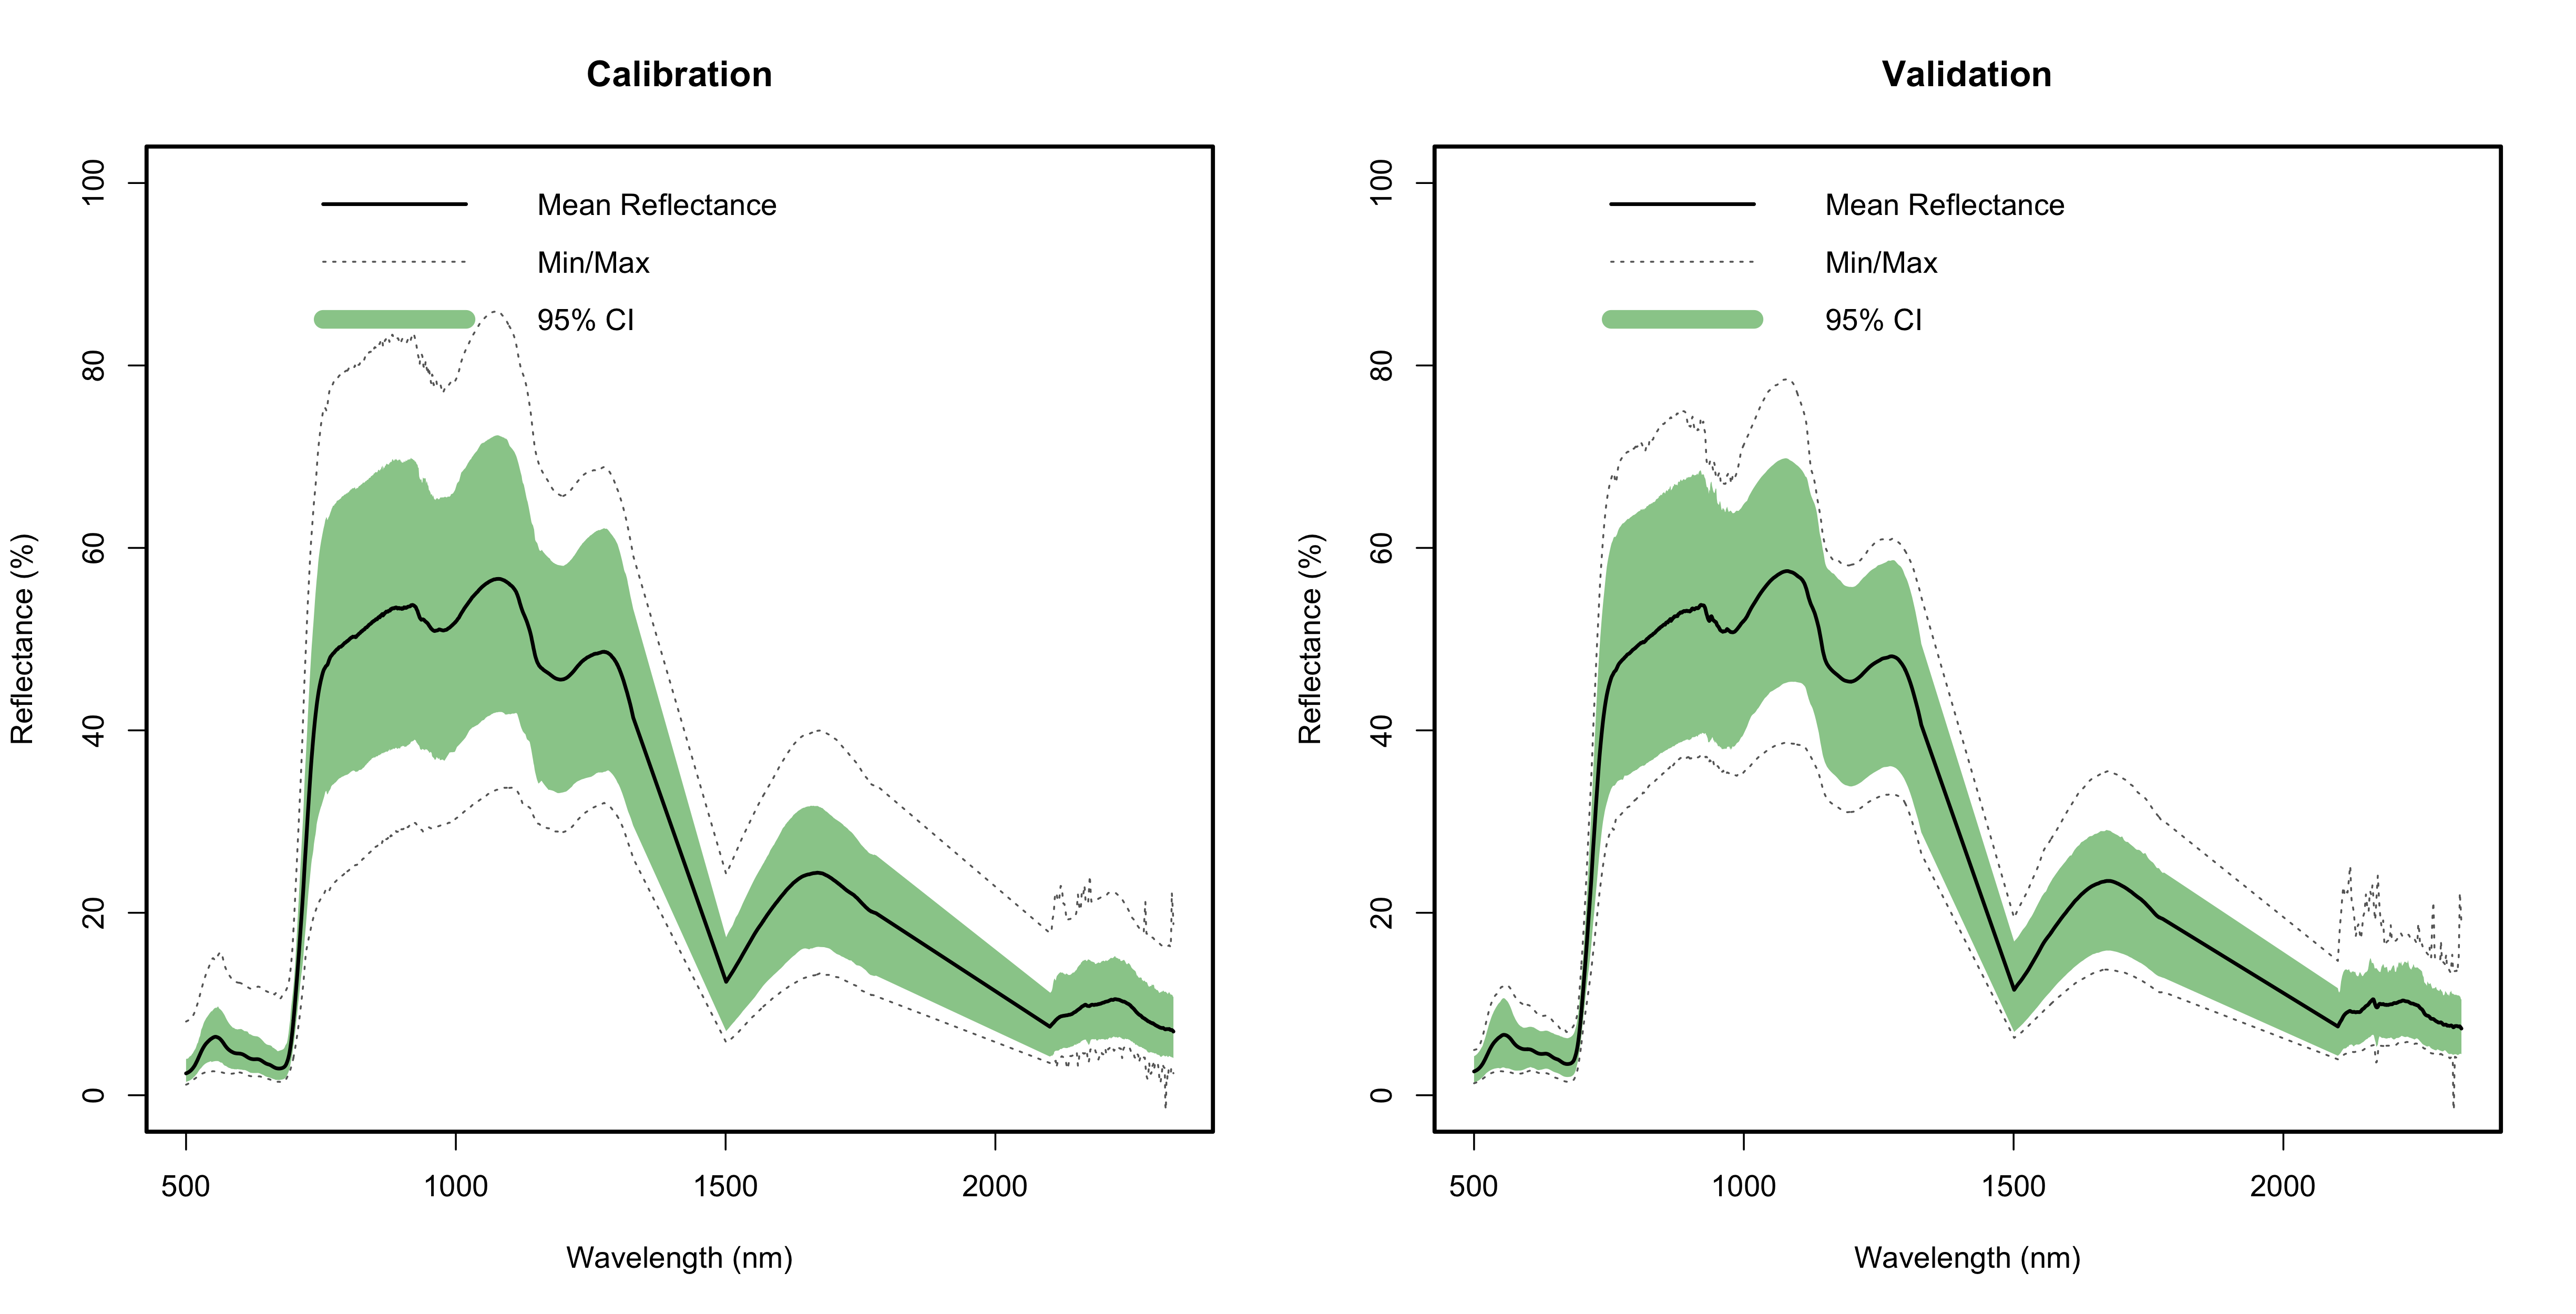 Calibration
Reflectance (%)
100
80
60
40
20
0
Mean Reflectance
Min/Max
95% CI
500 1000 1500 2000
Wavelength (nm)
Validation
Reflectance (%)
100
80
60
40
20
0
Mean Reflectance
Min/Max
95% CI
500 1000 1500 2000
Wavelength (nm)